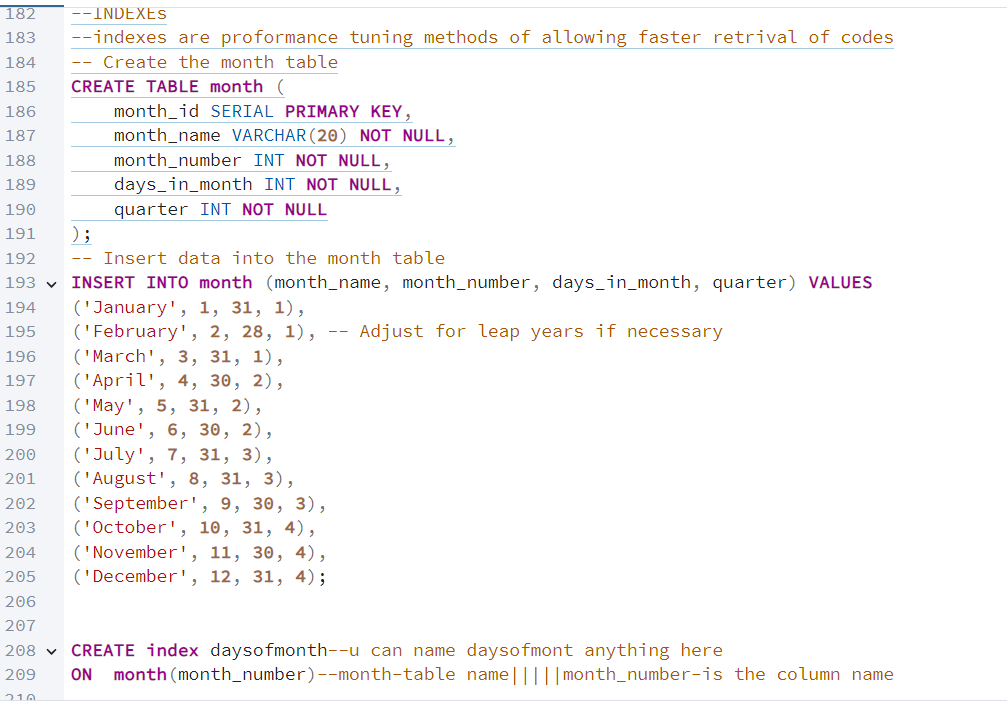 182 --INDEXEs
183 --indexes are proformance tuning methods of allowing faster retrival of codes
184 -- Create the month table
185 CREATE TABLE month (
186     month_id SERIAL PRIMARY KEY,
187     month_name VARCHAR(20) NOT NULL,
188     month_number INT NOT NULL,
189     days_in_month INT NOT NULL,
190     quarter INT NOT NULL
191 );
192 -- Insert data into the month table
193 INSERT INTO month (month_name, month_number, days_in_month, quarter) VALUES
194 ('January', 1, 31, 1),
195 ('February', 2, 28, 1), -- Adjust for leap years if necessary
196 ('March', 3, 31, 1),
197 ('April', 4, 30, 2),
198 ('May', 5, 31, 2),
199 ('June', 6, 30, 2),
200 ('July', 7, 31, 3),
201 ('August', 8, 31, 3),
202 ('September', 9, 30, 3),
203 ('October', 10, 31, 4),
204 ('November', 11, 30, 4),
205 ('December', 12, 31, 4);
206
207
208 CREATE index daysofmonth--u can name daysofmont anything here
209 ON  month(month_number)--month-table name|||||month_number-is the column name
210